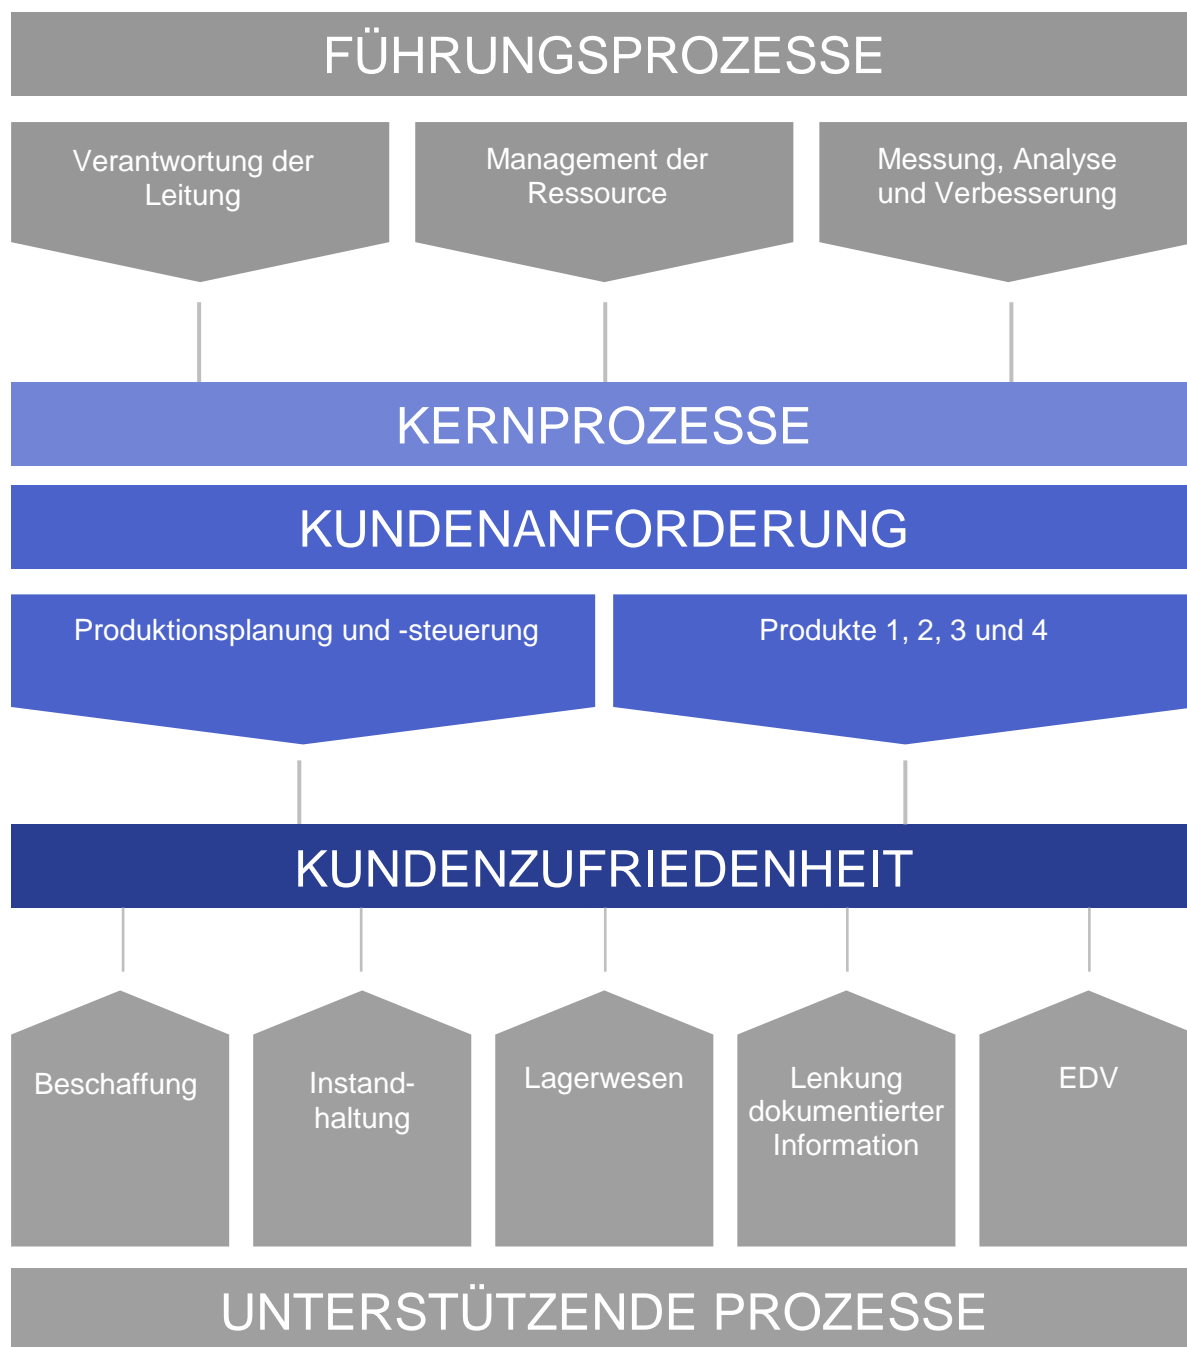 FÜHRUNGSPROZESSE
Verantwortung der
Leitung
Management der
Ressource
Messung, Analyse
und Verbesserung
KERNPROZESSE
KUNDENANFORDERUNG
Produktionsplanung und -steuerung
Produkte 1, 2, 3 und 4
KUNDENZUFRIEDENHEIT
Beschaffung
Instand-
haltung
Lagerwesen
Lenkung
dokumentierter
Information
EDV
UNTERSTÜTZENDE PROZESSE